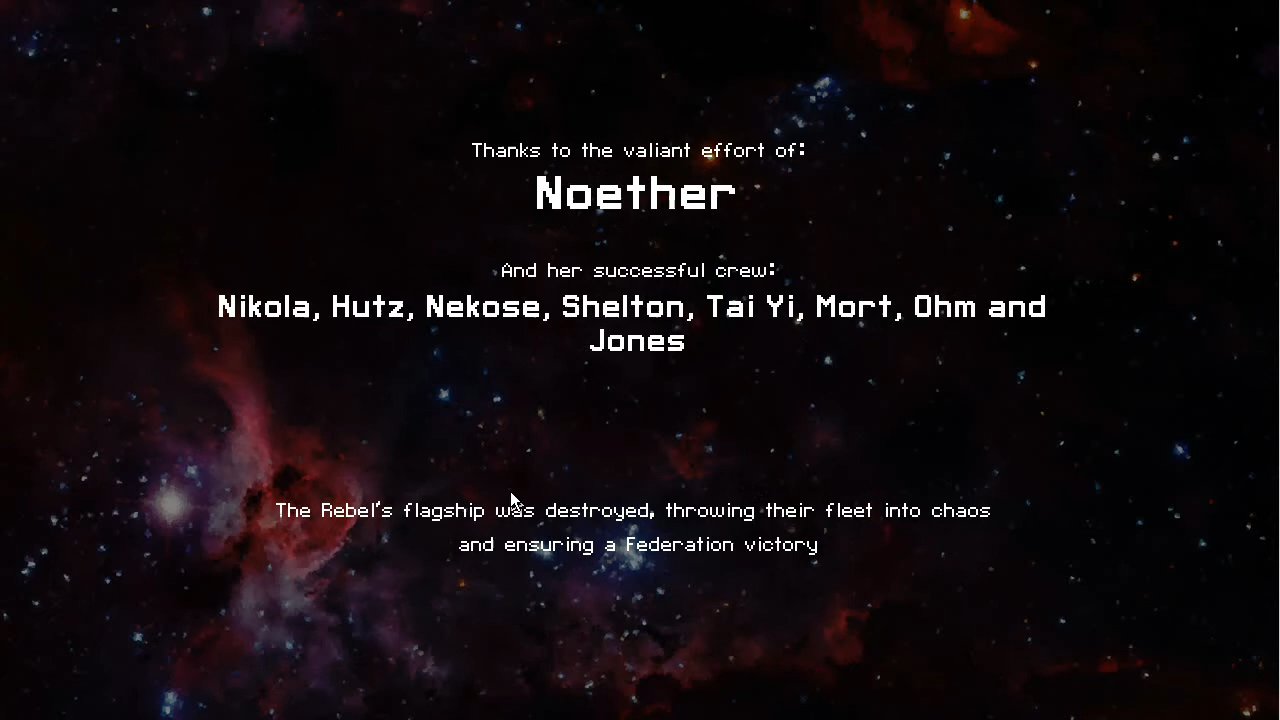 Thanks to the valiant effort of:
Noether
And her successful crew:
Nikola, Hutz, Nekose, Shelton, Tai Yi, Mort, Ohm and
Jones
The Rebel's flagship was destroyed, throwing their fleet into chaos
and ensuring a Federation victory